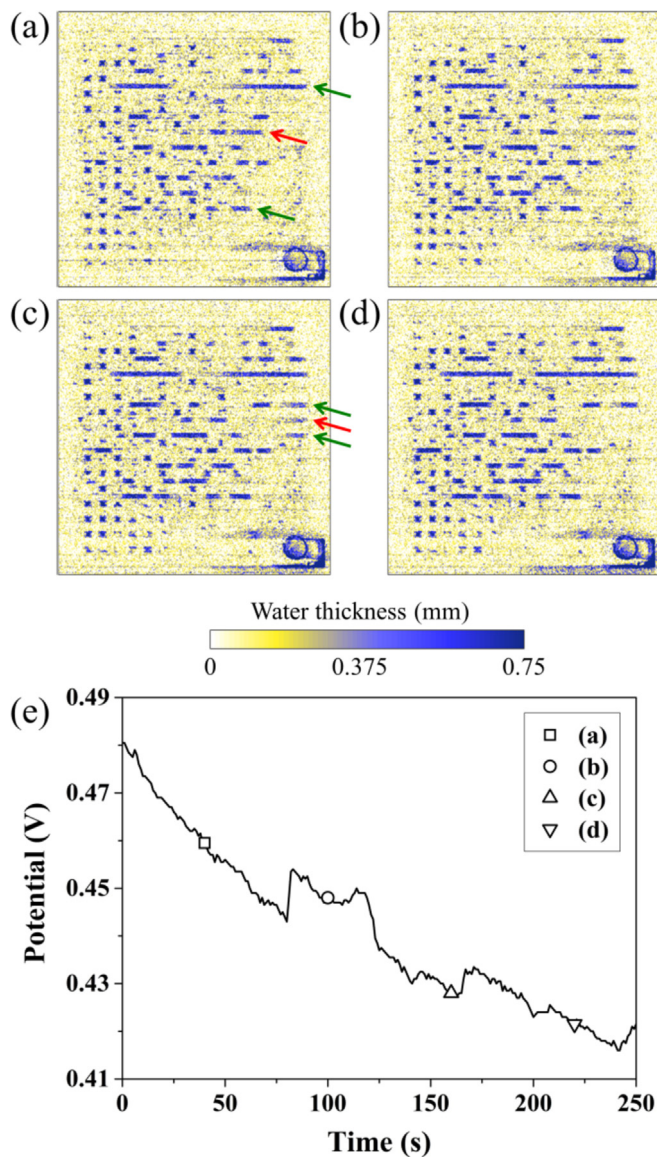 (a)
(b)
(c)
(d)
Water thickness (mm)
0 0.375 0.75
(e)
0.49
0.47
0.45
0.43
0.41
Potential (V)
(a)
(b)
(c)
(d)
0 50 100 150 200 250
Time (s)